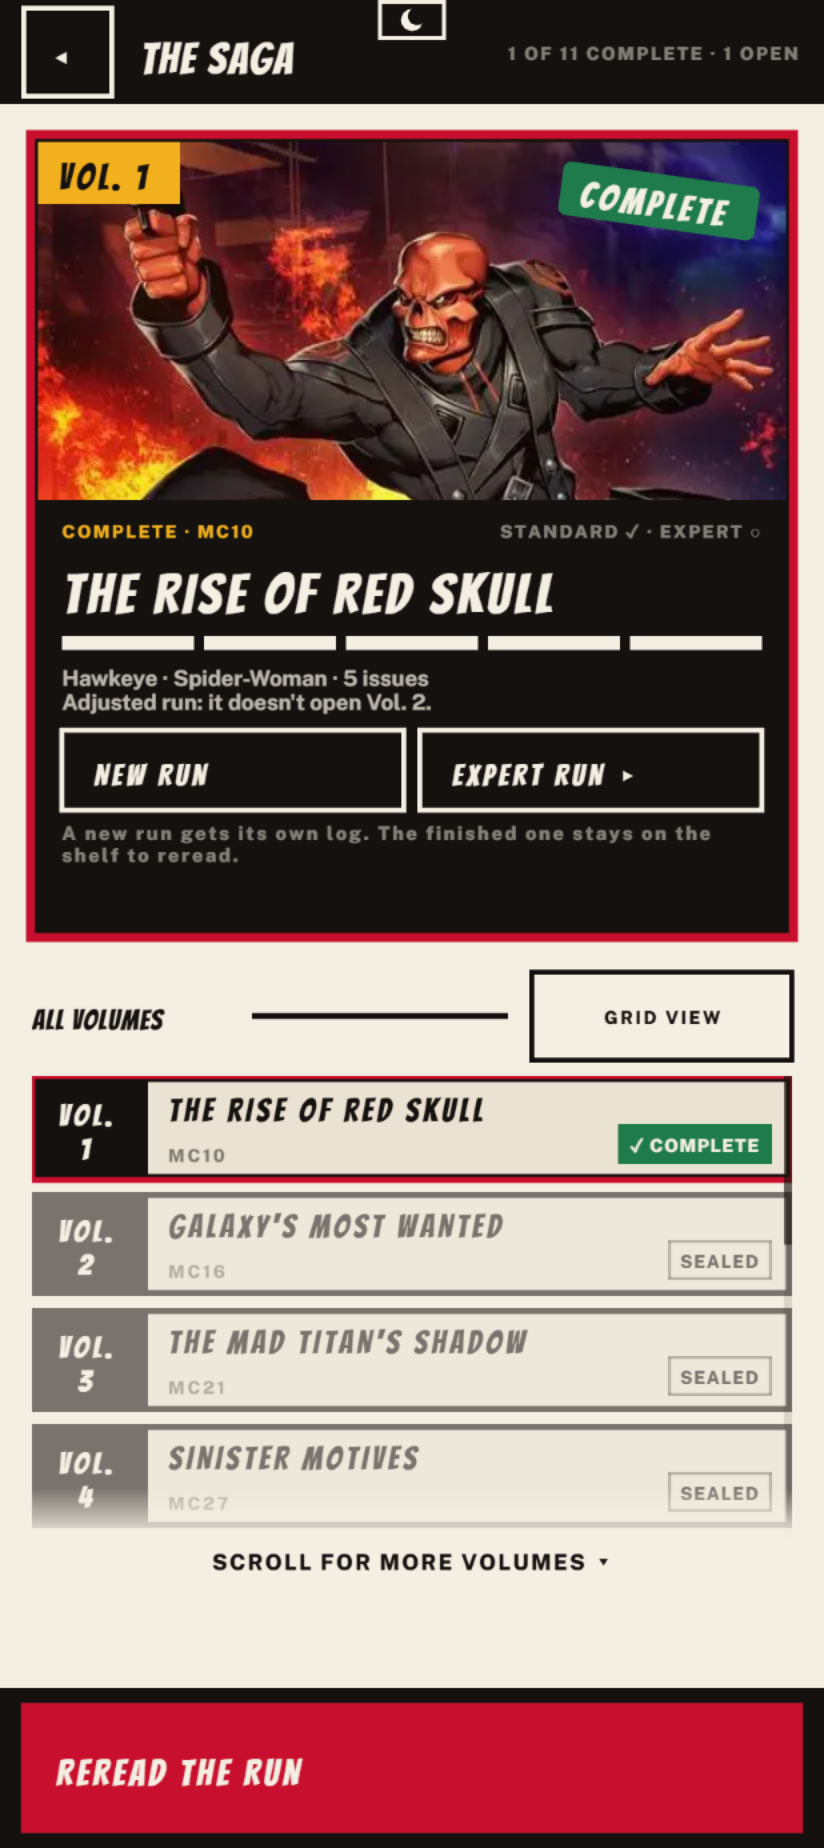 ◂ THE SAGA
1 OF 11 COMPLETE · 1 OPEN
VOL. 1
COMPLETE
COMPLETE · MC10
STANDARD ✓ · EXPERT ○
THE RISE OF RED SKULL
Hawkeye · Spider-Woman · 5 issues
Adjusted run: it doesn't open Vol. 2.
NEW RUN
EXPERT RUN ▸
A new run gets its own log. The finished one stays on the
shelf to reread.
ALL VOLUMES
GRID VIEW
VOL.
1
THE RISE OF RED SKULL
MC10
✓ COMPLETE
VOL.
2
GALAXY'S MOST WANTED
MC16
SEALED
VOL.
3
THE MAD TITAN'S SHADOW
MC21
SEALED
VOL.
4
SINISTER MOTIVES
MC27
SEALED
SCROLL FOR MORE VOLUMES ▾
REREAD THE RUN